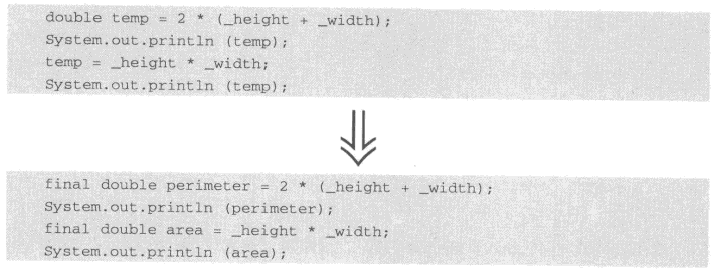 double temp = 2 * (_height + _width);
System.out.println (temp);
temp = _height * _width;
System.out.println (temp);
final double perimeter = 2 * (_height + _width);
System.out.println (perimeter);
final double area = _height * _width;
System.out.println (area);